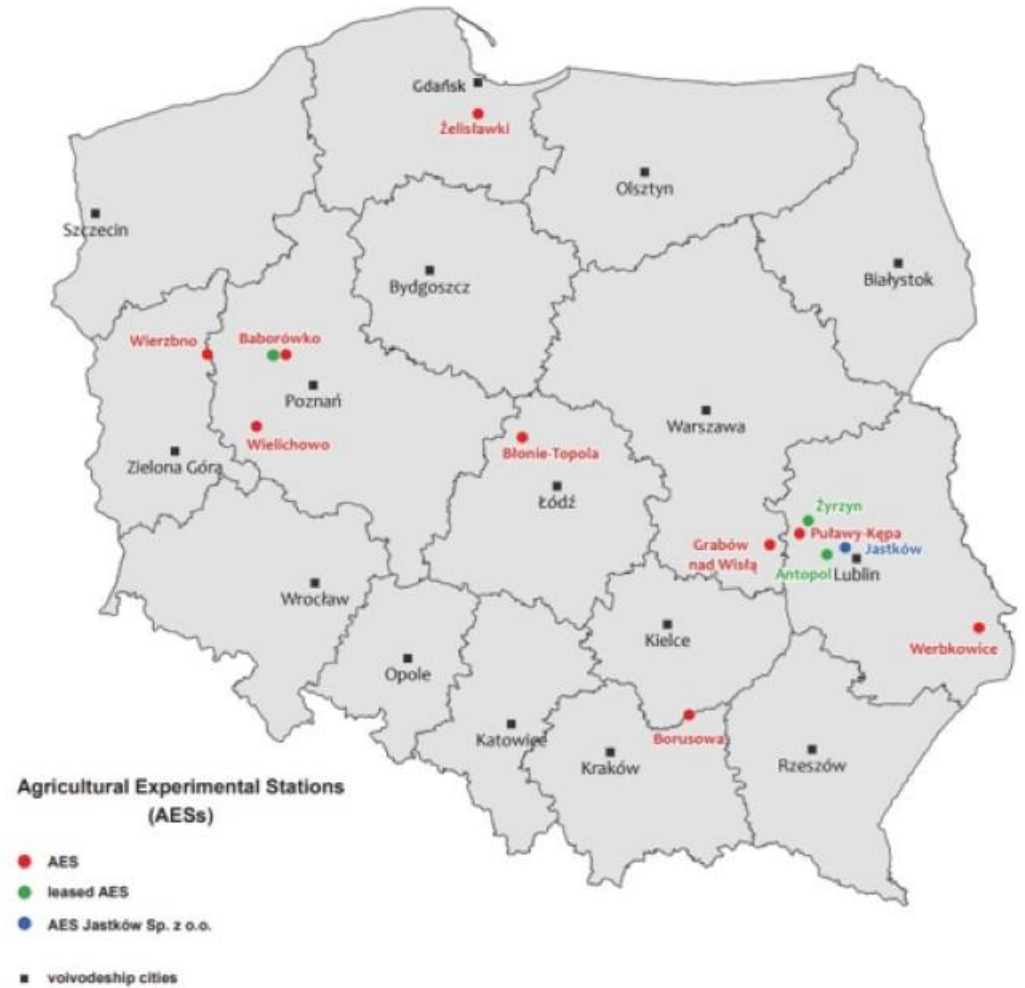 Gdańsk
Żelisławki
Olsztyn
Szczecin
Bydgoszcz
Białystok
Wierzbno
Baborówko
Poznań
Warszawa
Wielichowo
Zielona Góra
Błonie-Topola
Łódź
Żyrzyn
Puławy-Kępa
Grabów
nad Wisłą
Jastków
Antopol
Lublin
Wrocław
Kielce
Werbkowice
Opole
Katowice
Borusowa
Kraków
Rzeszów
Agricultural Experimental Stations
(AESs)
AES
leased AES
AES Jastków Sp. z o.o.
voivodeship cities